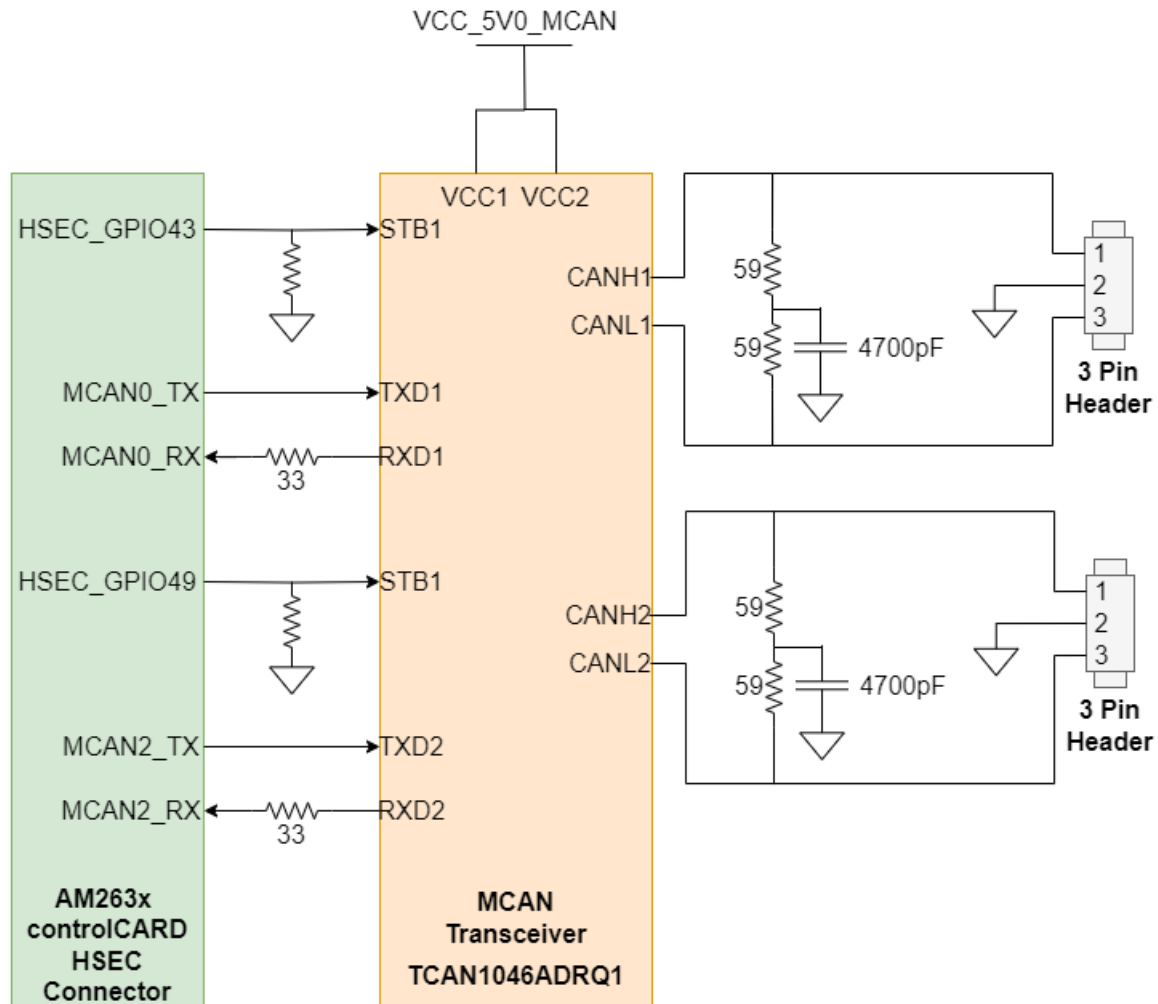 VCC_5V0_MCAN
VCC1 VCC2
HSEC_GPIO43
STB1
MCAN0_TX
TXD1
MCAN0_RX
33
RXD1
HSEC_GPIO49
STB1
MCAN2_TX
TXD2
MCAN2_RX
33
RXD2
AM263x
controlCARD
HSEC
Connector
MCAN
Transceiver
TCAN1046ADRQ1
CANH1
CANL1
59
59
4700pF
1
2
3
3 Pin
Header
CANH2
CANL2
59
59
4700pF
1
2
3
3 Pin
Header